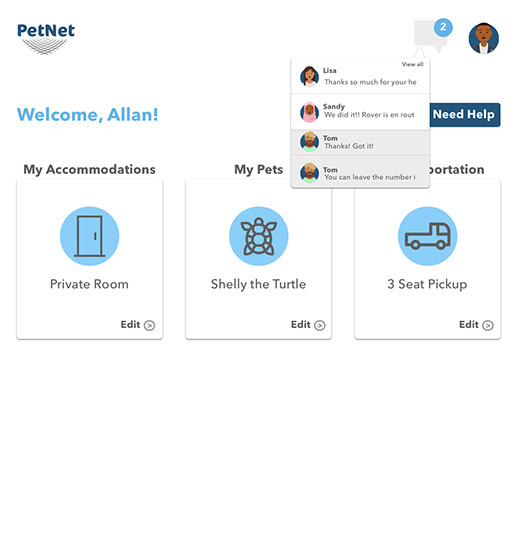 PetNet
2
View all
Lisa
Thanks so much for your he
Sandy
We did it!! Rover is en rout
Tom
Thanks! Got it!
Tom
You can leave the number i
Welcome, Allan!
Need Help
My Accommodations
My Pets
portation
Private Room
Shelly the Turtle
3 Seat Pickup
Edit
Edit
Edit